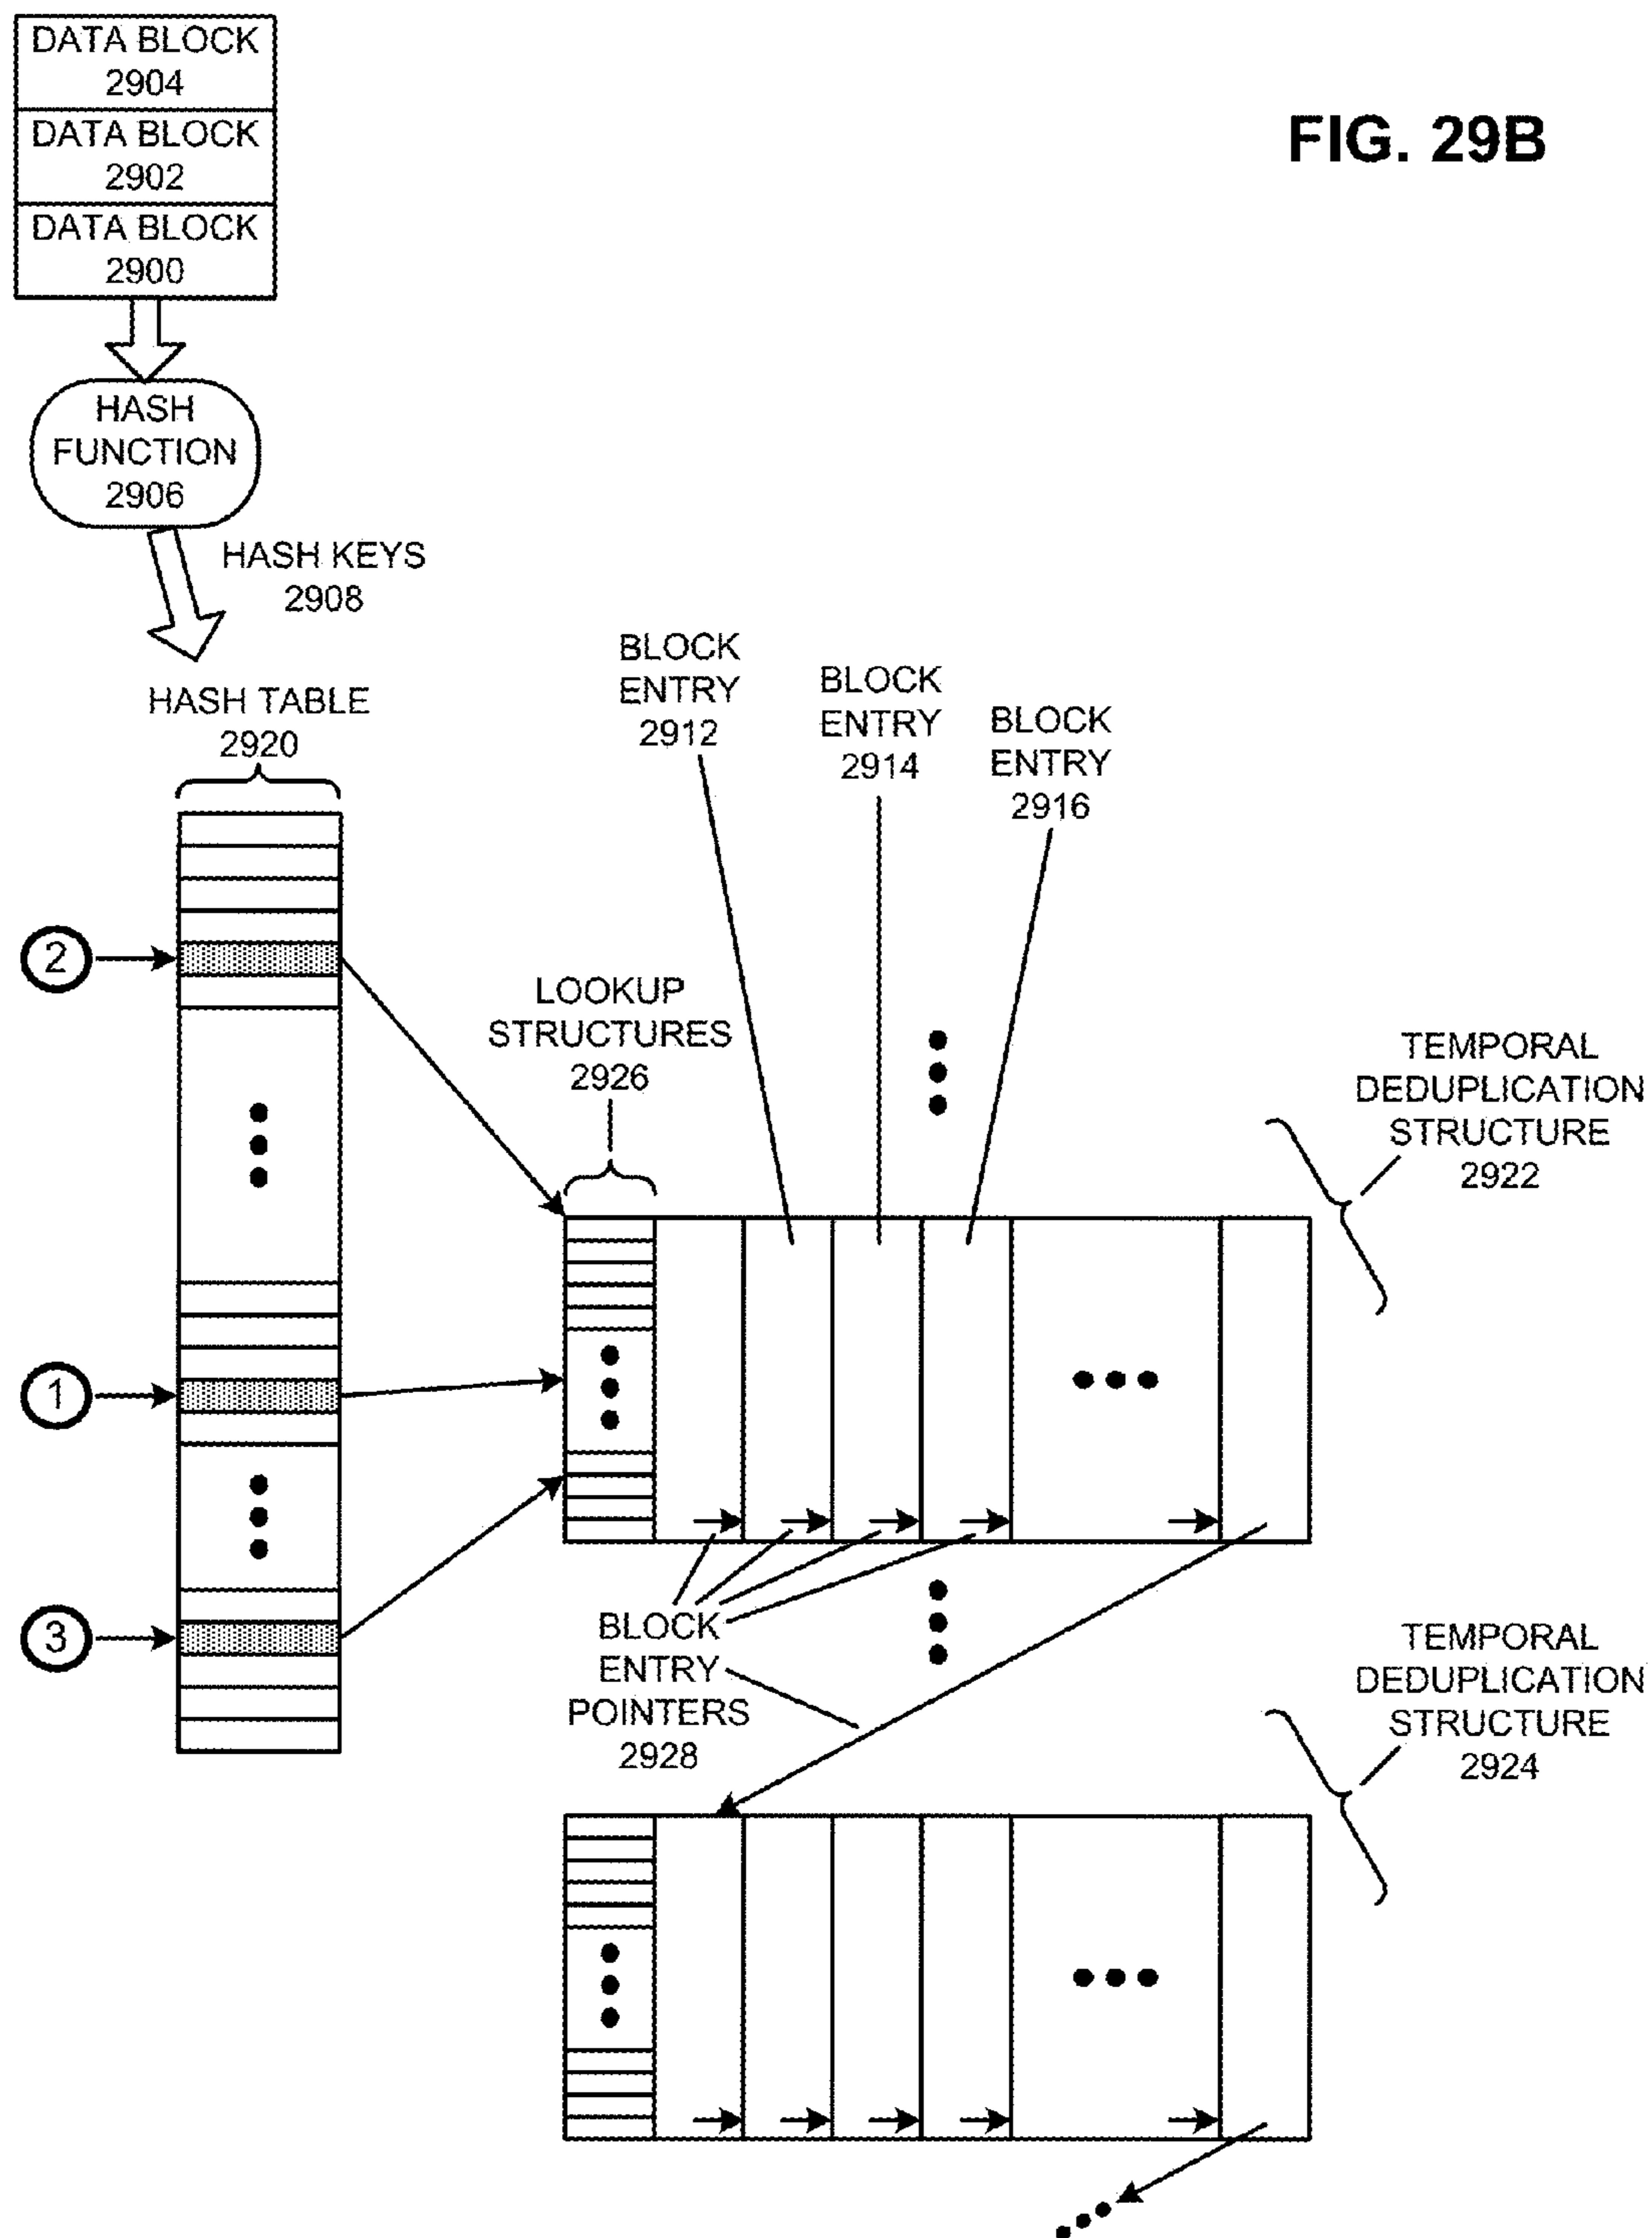 DATA BLOCK
2904
DATA BLOCK
2902
DATA BLOCK
2900
FIG. 29B
HASH
FUNCTION
2906
HASH KEYS
2908
HASH TABLE
2920
BLOCK
ENTRY
2912
BLOCK
ENTRY
2914
BLOCK
ENTRY
2916
2
LOOKUP
STRUCTURES
2926
TEMPORAL
DEDUPLICATION
STRUCTURE
2922
1
3
BLOCK
ENTRY
POINTERS
2928
TEMPORAL
DEDUPLICATION
STRUCTURE
2924